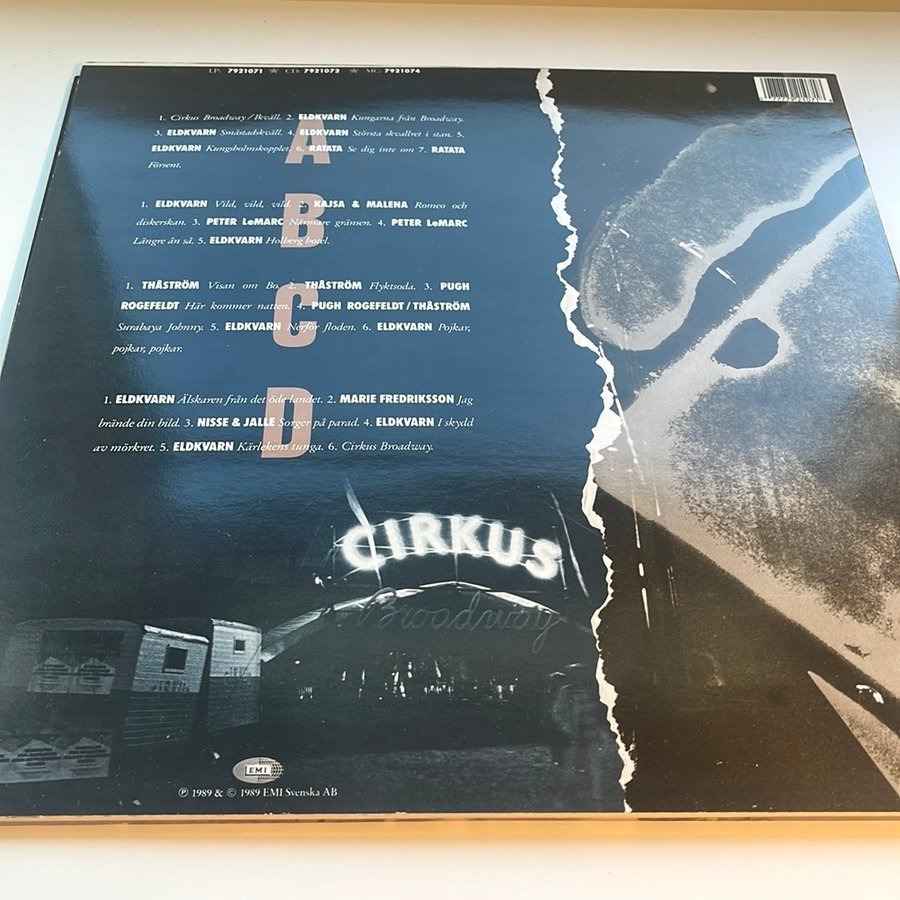 LP: 7921071 ★ CD: 7921072 ★ MC: 7921074
1. Cirkus Broadway/Ikväll. 2. ELDKVARN Kungarna från Broadway.
3. ELDKVARN Småstadskväll. 4. ELDKVARN Största skvallret i stan. 5.
ELDKVARN Kungsholmskopplet. 6. RATATA Se dig inte om 7. RATATA
Försent.
A
1. ELDKVARN Vild, vild, vild. 2. KAJSA & MALENA Romeo och
diskerskan. 3. PETER LeMARC Närmare gränsen. 4. PETER LeMARC
Längre än så. 5. ELDKVARN Holberg hotel.
B
1. THÅSTRÖM Visan om Bo. 2. THÅSTRÖM Flyktsoda. 3. PUGH
ROGEFELDT Här kommer natten. 4. PUGH ROGEFELDT/THÅSTRÖM
Surabaya Johnny. 5. ELDKVARN Nerför floden. 6. ELDKVARN Pojkar,
pojkar, pojkar.
C
1. ELDKVARN Älskaren från det öde landet. 2. MARIE FREDRIKSSON Jag
brände din bild. 3. NISSE & JALLE Sorger på parad. 4. ELDKVARN I skydd
av mörkret. 5. ELDKVARN Kärlekens tunga. 6. Cirkus Broadway.
D
CIRKUS
Broadway
EMI
℗ 1989 & © 1989 EMI Svenska AB